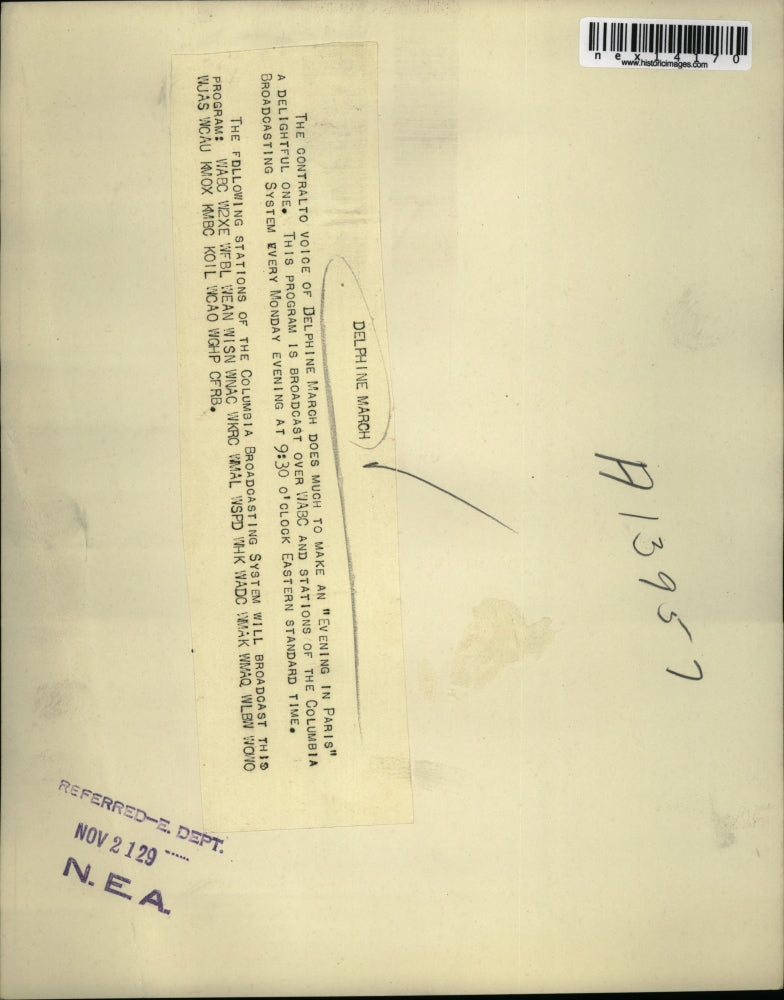 nex14170
www.historicimages.com
DELPHINE MARCH
THE CONTRALTO VOICE OF DELPHINE MARCH DOES MUCH TO MAKE AN "EVENING IN PARIS"
A DELIGHTFUL ONE. THIS PROGRAM IS BROADCAST OVER WABC AND STATIONS OF THE COLUMBIA
BROADCASTING SYSTEM EVERY MONDAY EVENING AT 9:30 O'CLOCK EASTERN STANDARD TIME.
THE FOLLOWING STATIONS OF THE COLUMBIA BROADCASTING SYSTEM WILL BROADCAST THIS
PROGRAM: WABC W2XE WFBL WEAN WISN WNAC WKRC WMAL WSPD WHK WADC WMAK WMAQ WLBW WOWO
WJAS WCAU KMOX KMBC KOIL WCAO WGHP CFRB.
A13957
REFERRED-E. DEPT.
NOV 21 29
N.E.A.